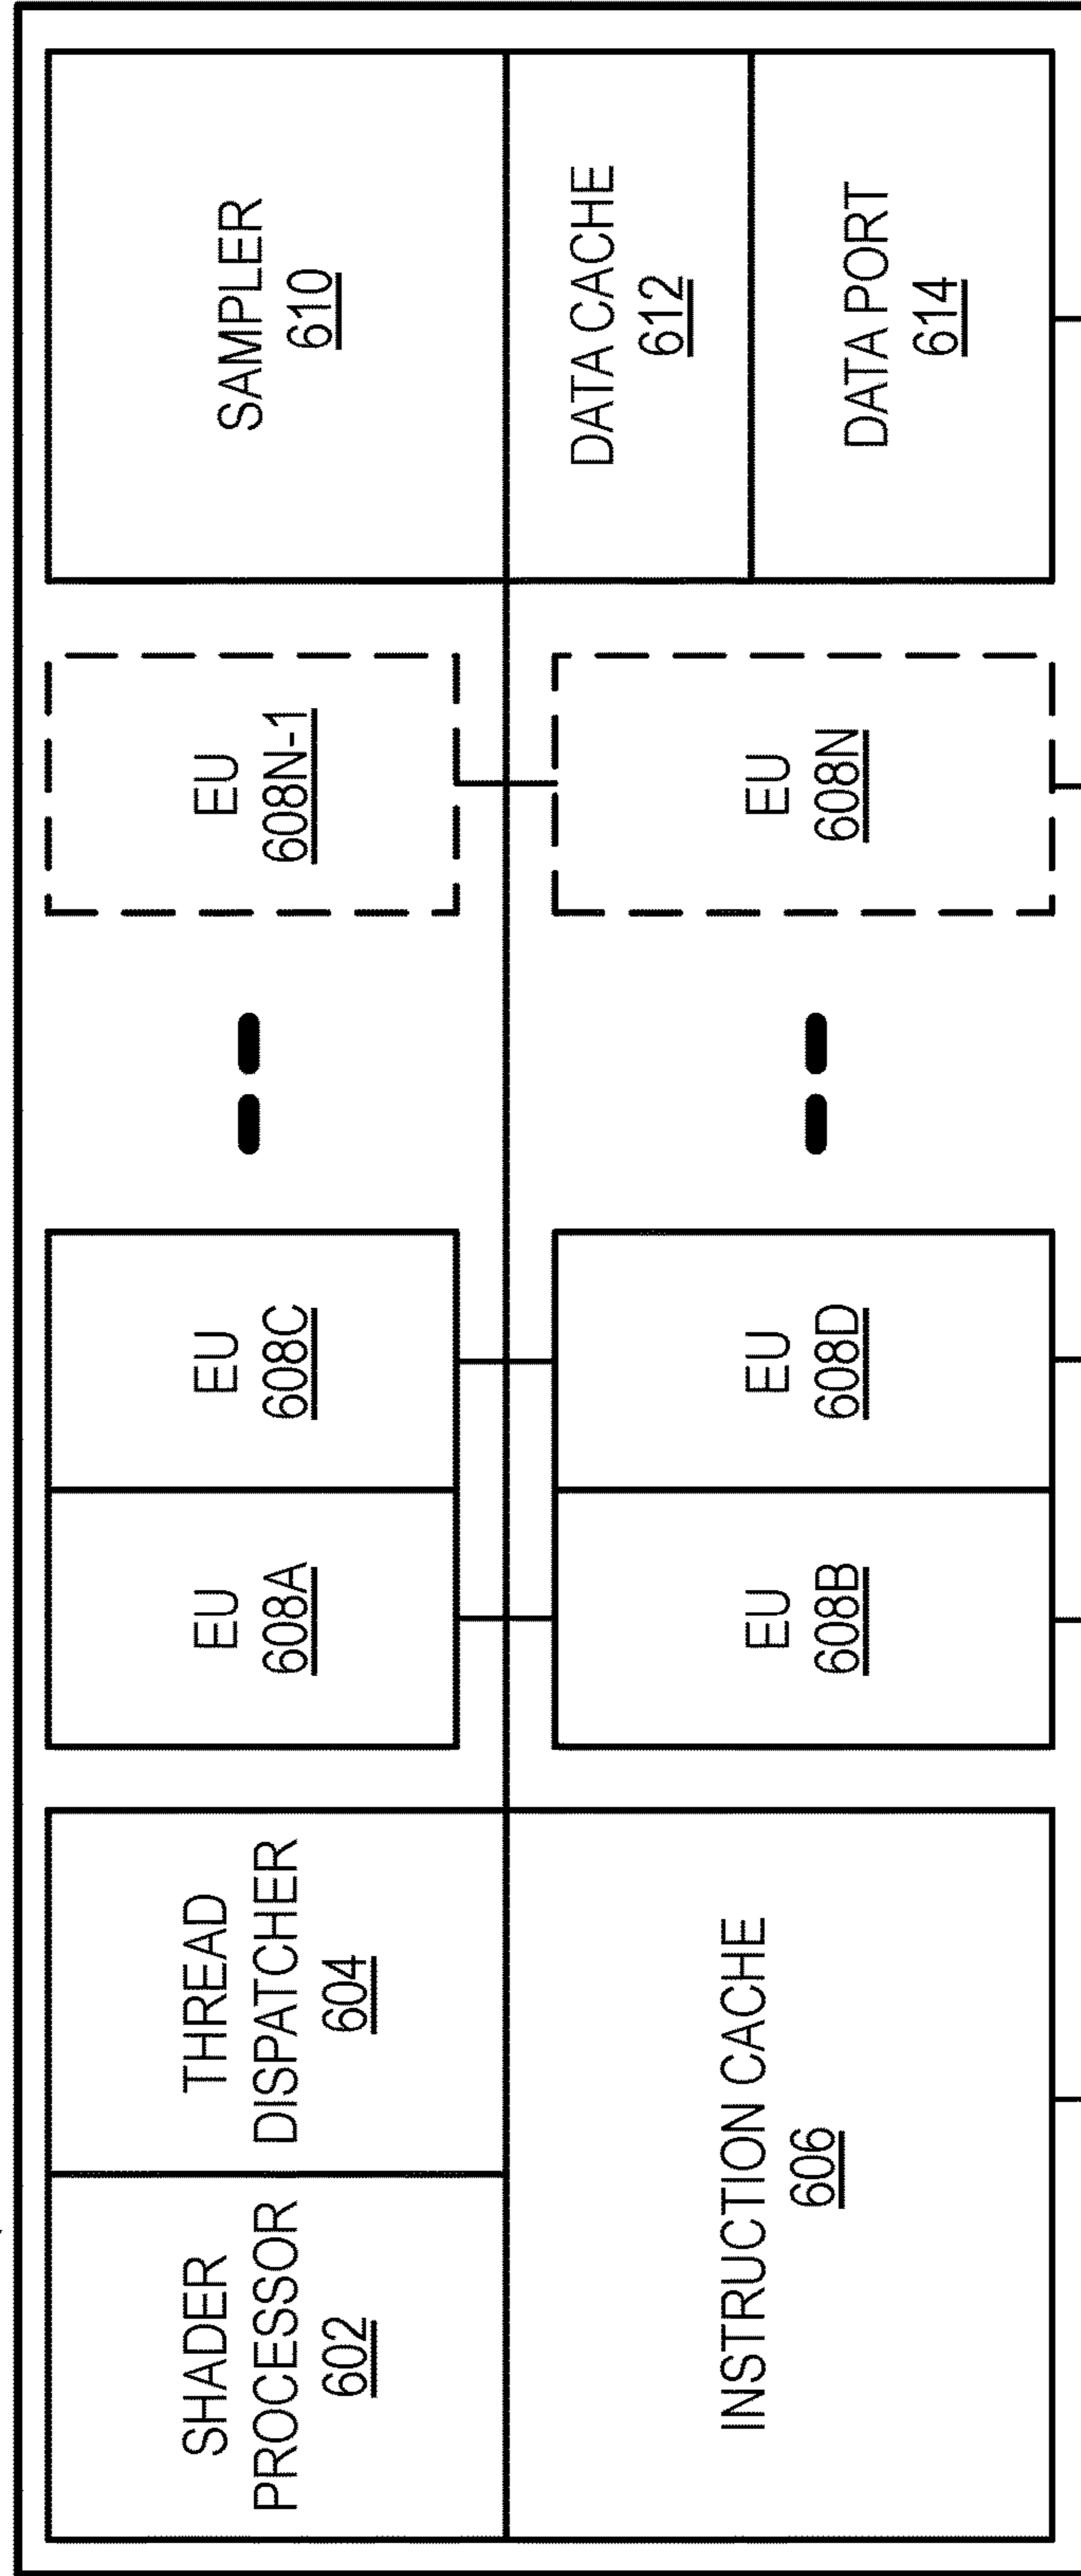 SHADER
PROCESSOR
602
THREAD
DISPATCHER
604
INSTRUCTION CACHE
606
EU
608A
EU
608C
EU
608B
EU
608D
EU
608N-1
EU
608N
SAMPLER
610
DATA CACHE
612
DATA PORT
614